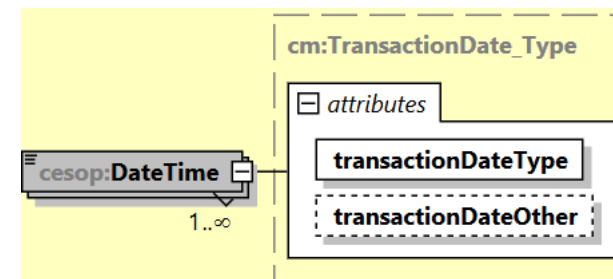 cm:TransactionDate_Type
attributes
cesop:DateTime
transactionDateType
1..∞
transactionDateOther